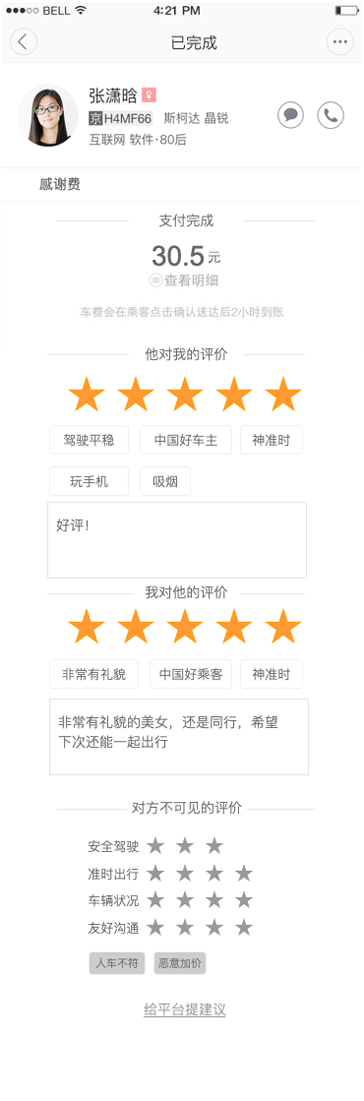 BELL 4:21 PM
已完成
张潇晗
京H4MF66 斯柯达 晶锐
互联网 软件·80后
感谢费
支付完成
30.5元
查看明细
车费会在乘客点击确认送达后2小时到账
他对我的评价
驾驶平稳 中国好车主 神准时
玩手机 吸烟
好评!
我对他的评价
非常有礼貌 中国好乘客 神准时
非常有礼貌的美女，还是同行，希望
下次还能一起出行
对方不可见的评价
安全驾驶
准时出行
车辆状况
友好沟通
人车不符 恶意加价
给平台提建议